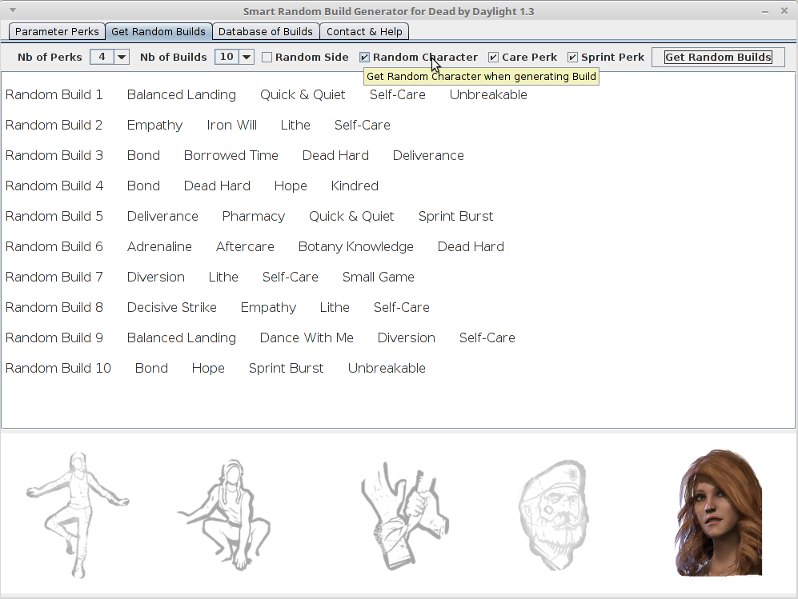 Smart Random Build Generator for Dead by Daylight 1.3
Parameter Perks Get Random Builds Database of Builds Contact & Help
Nb of Perks 4 Nb of Builds 10 Random Side Random Character Care Perk Sprint Perk Get Random Builds
Get Random Character when generating Build
Random Build 1 Balanced Landing Quick & Quiet Self-Care Unbreakable
Random Build 2 Empathy Iron Will Lithe Self-Care
Random Build 3 Bond Borrowed Time Dead Hard Deliverance
Random Build 4 Bond Dead Hard Hope Kindred
Random Build 5 Deliverance Pharmacy Quick & Quiet Sprint Burst
Random Build 6 Adrenaline Aftercare Botany Knowledge Dead Hard
Random Build 7 Diversion Lithe Self-Care Small Game
Random Build 8 Decisive Strike Empathy Lithe Self-Care
Random Build 9 Balanced Landing Dance With Me Diversion Self-Care
Random Build 10 Bond Hope Sprint Burst Unbreakable